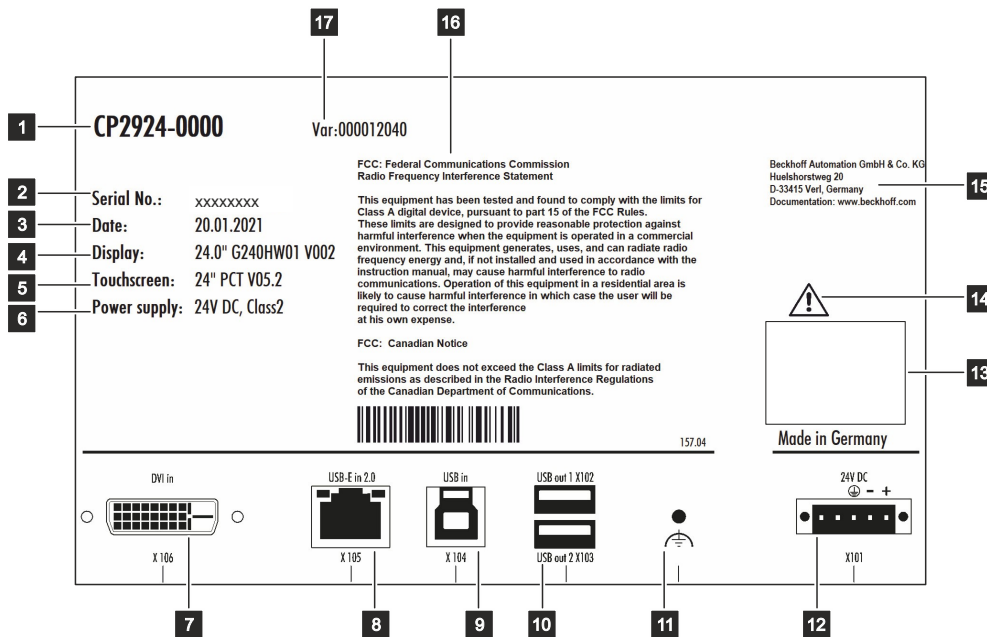 17
16
1
CP2924-0000
Var:000012040
FCC: Federal Communications Commission
Radio Frequency Interference Statement
This equipment has been tested and found to comply with the limits for
Class A digital device, pursuant to part 15 of the FCC Rules.
These limits are designed to provide reasonable protection against
harmful interference when the equipment is operated in a commercial
environment. This equipment generates, uses, and can radiate radio
frequency energy and, if not installed and used in accordance with the
instruction manual, may cause harmful interference to radio
communications. Operation of this equipment in a residential area is
likely to cause harmful interference in which case the user will be
required to correct the interference
at his own expense.
FCC: Canadian Notice
This equipment does not exceed the Class A limits for radiated
emissions as described in the Radio Interference Regulations
of the Canadian Department of Communications.
Beckhoff Automation GmbH & Co. KG
Huelshorstweg 20
D-33415 Verl, Germany
Documentation: www.beckhoff.com
15
2
Serial No.: xxxxxxxx
3
Date: 20.01.2021
4
Display: 24.0" G240HW01 V002
5
Touchscreen: 24" PCT V05.2
6
Power supply: 24V DC, Class2
14
13
157.04
Made in Germany
DVI in
USB-E in 2.0
USB in
USB out 1 X102
24V DC
- +
X 106
X 105
X 104
USB out 2 X103
X101
7
8
9
10
11
12